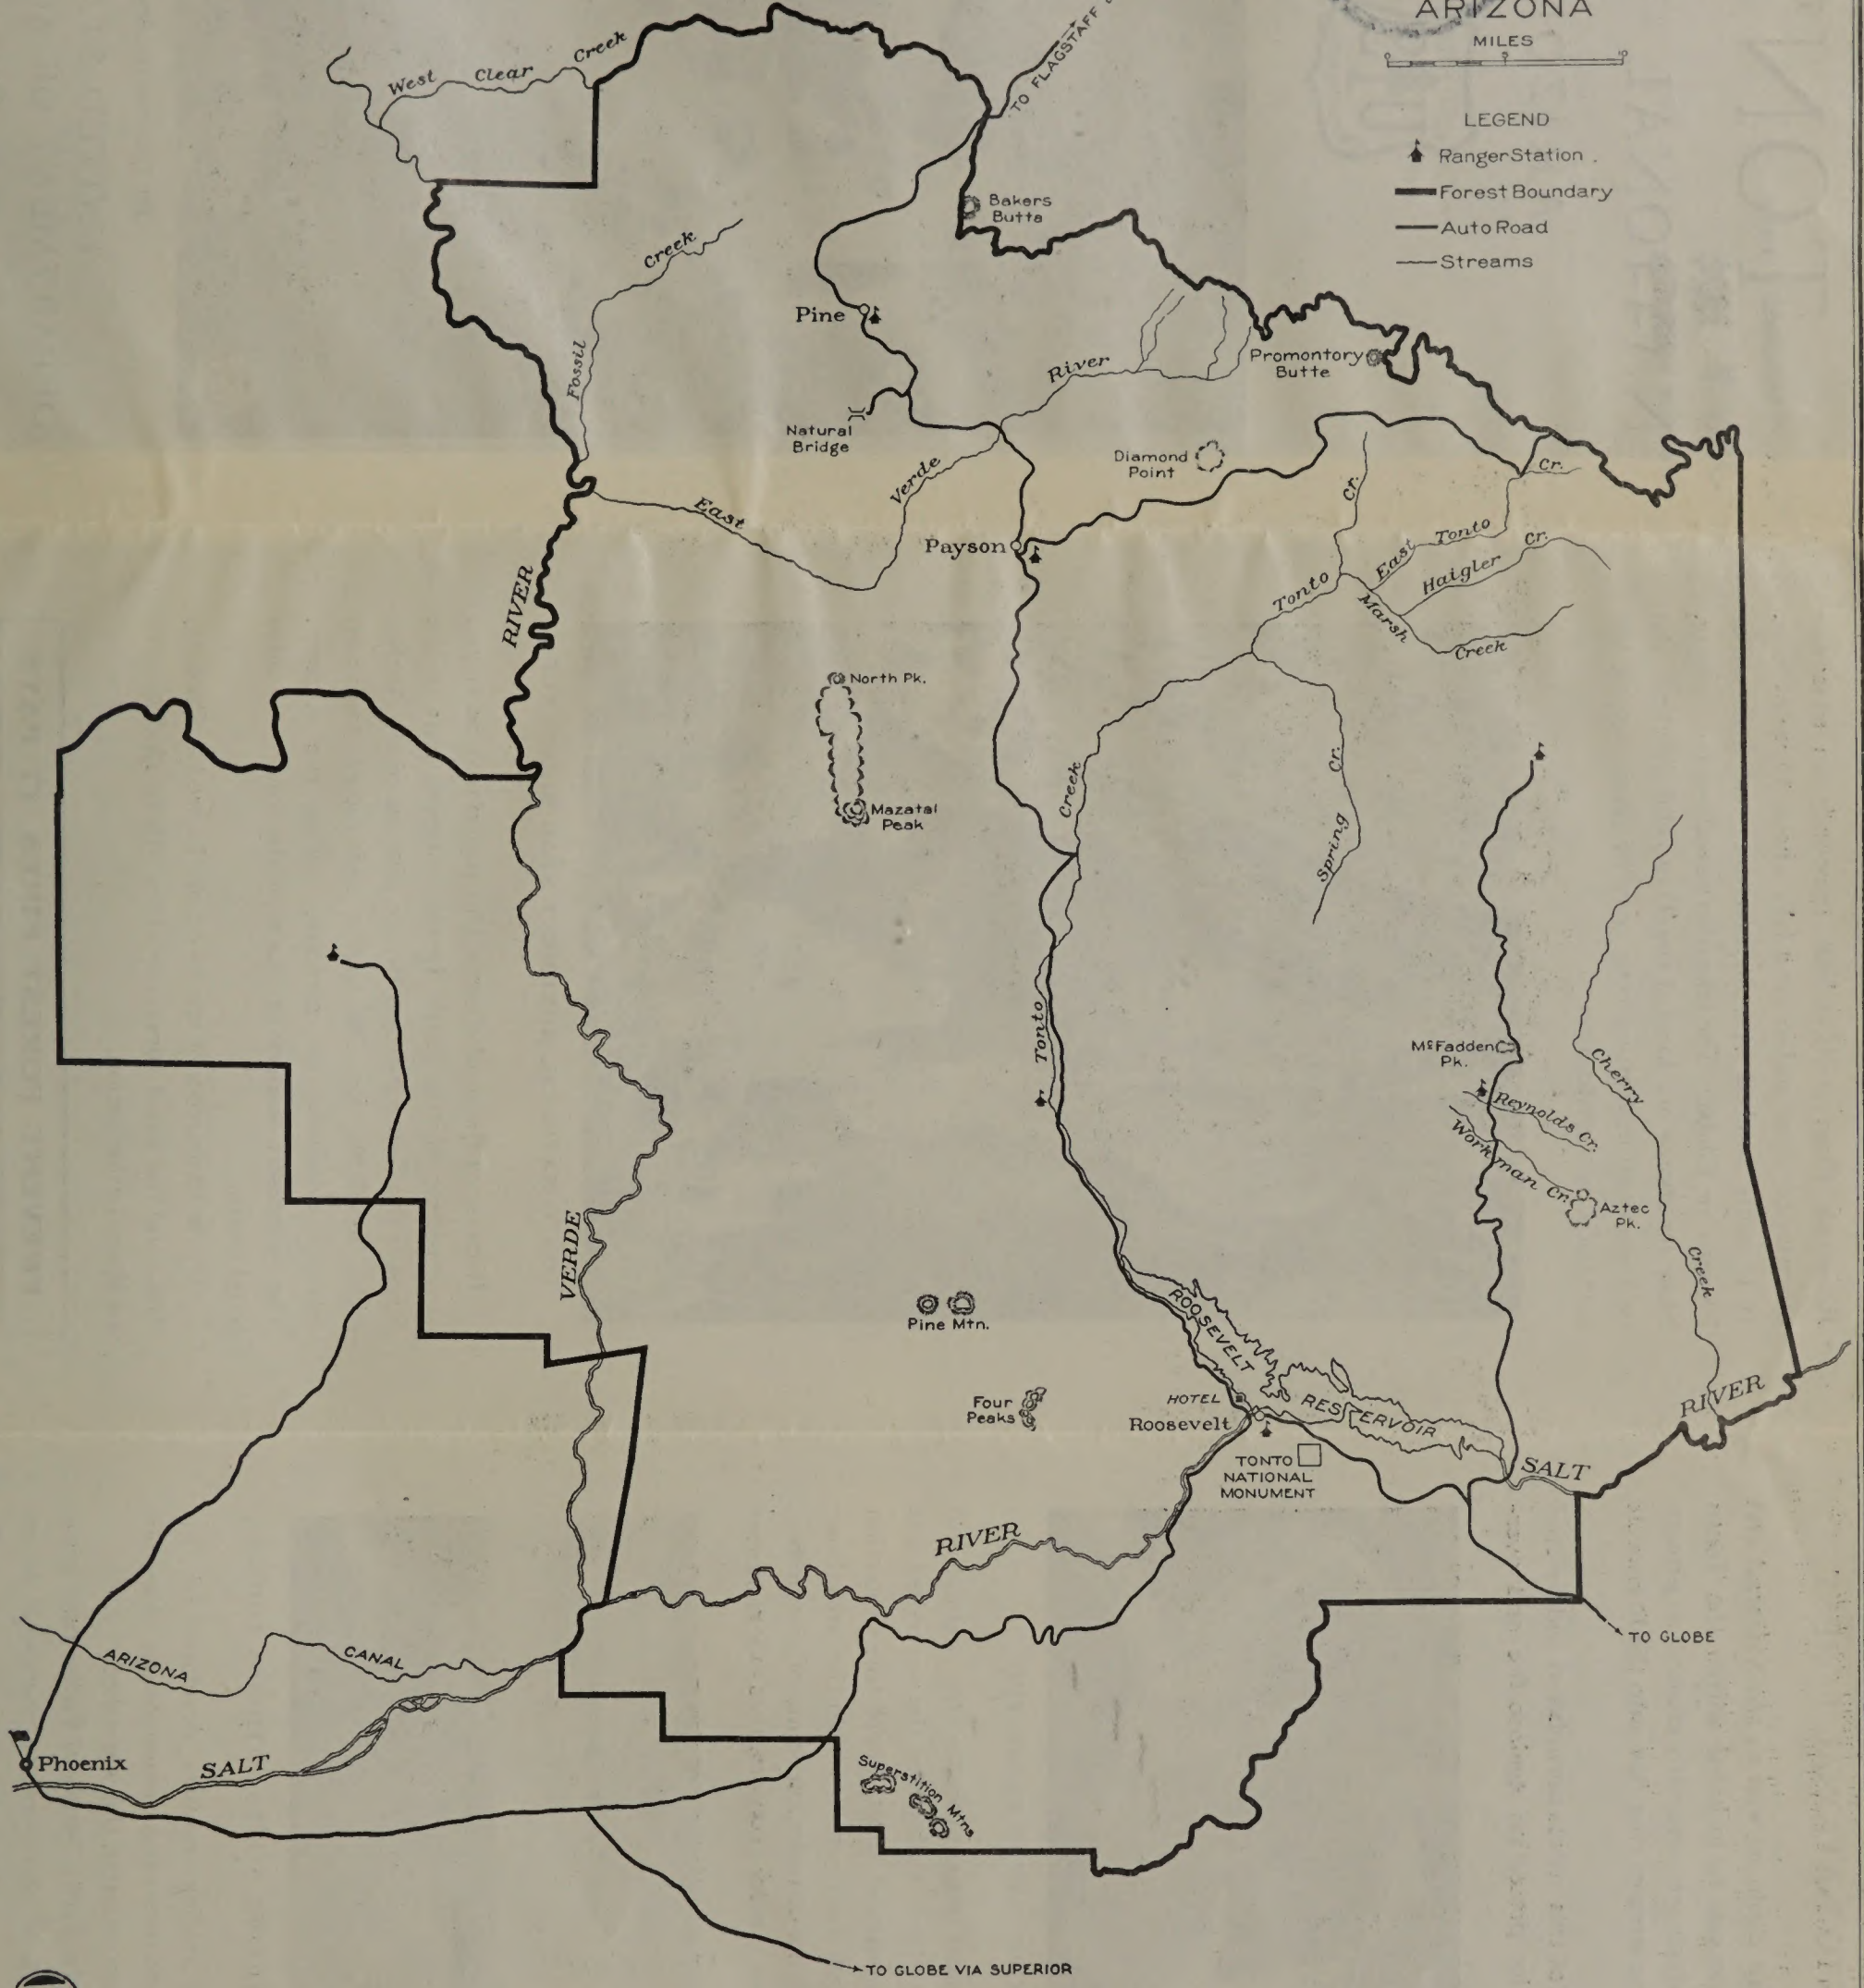 ARIZONA
MILES
0 5 10
LEGEND
Ranger Station
Forest Boundary
Auto Road
Streams
TO FLAGSTAFF
West Clear Creek
Bakers
Butte
Fossil Creek
Pine
Promontory
Butte
Natural
Bridge
East Verde River
Diamond
Point
Payson
Cr.
Tonto
Cr.
East Tonto
Haigler Cr.
Marsh Creek
RIVER
North Pk.
Mazatal
Peak
Creek
Spring Cr.
Tonto
McFadden
Pk.
Cherry
Creek
Reynolds Cr.
Workman Cr.
Aztec
Pk.
VERDE
Pine Mtn.
Four
Peaks
ROOSEVELT
RESERVOIR
HOTEL
Roosevelt
TONTO
NATIONAL
MONUMENT
RIVER
SALT
RIVER
TO GLOBE
ARIZONA CANAL
Phoenix
SALT
Superstition Mtns
TO GLOBE VIA SUPERIOR